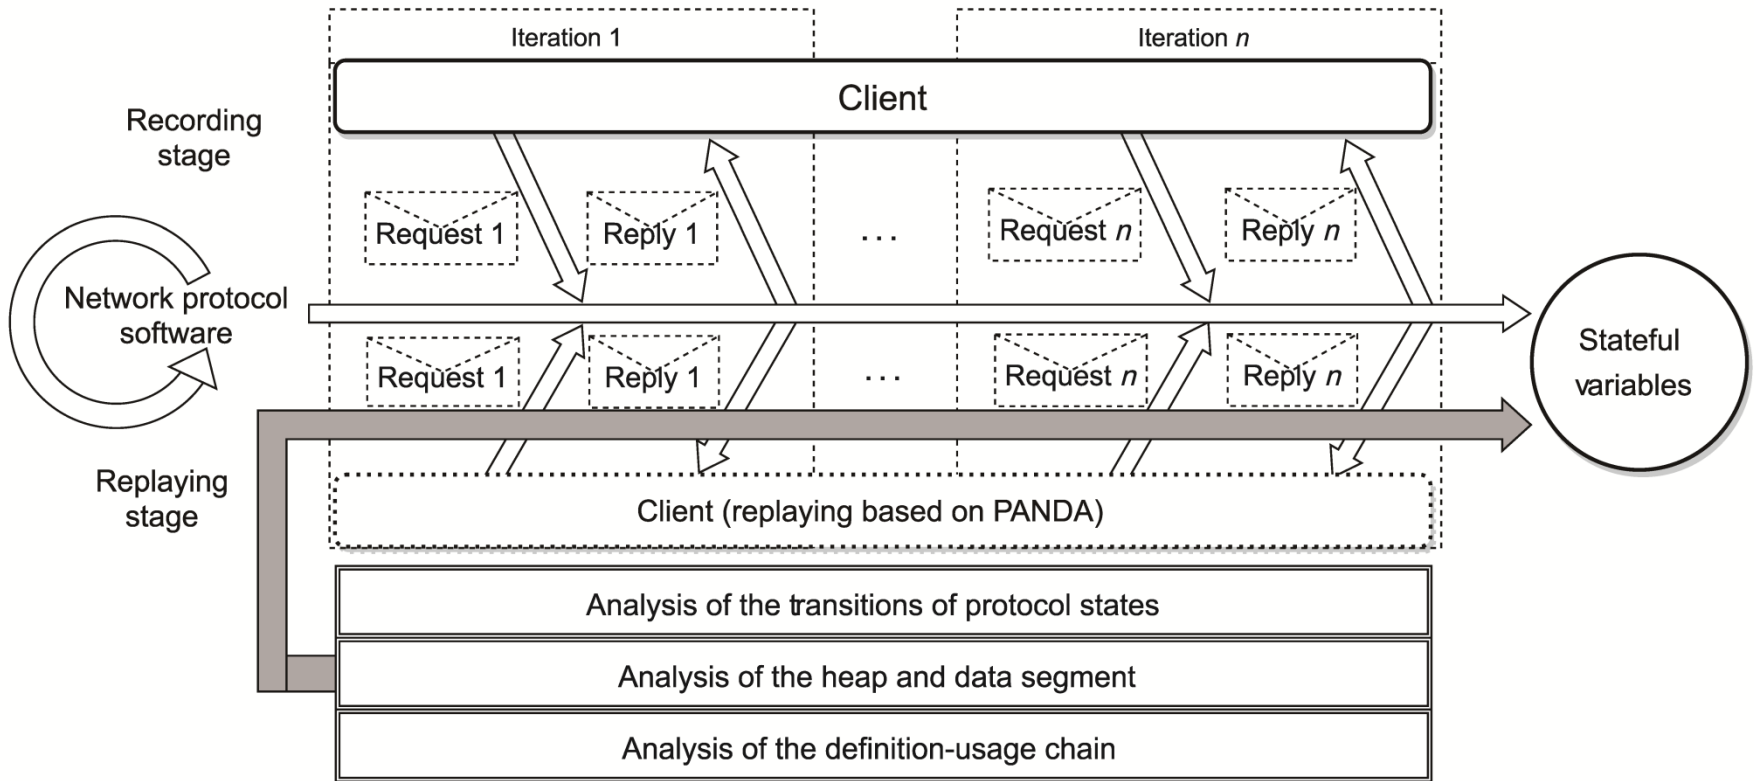 Iteration 1
Iteration n
Client
Recording
stage
Request 1
Reply 1
...
Request n
Reply n
Network protocol
software
Request 1
Reply 1
...
Request n
Reply n
Stateful
variables
Replaying
stage
Client (replaying based on PANDA)
Analysis of the transitions of protocol states
Analysis of the heap and data segment
Analysis of the definition-usage chain